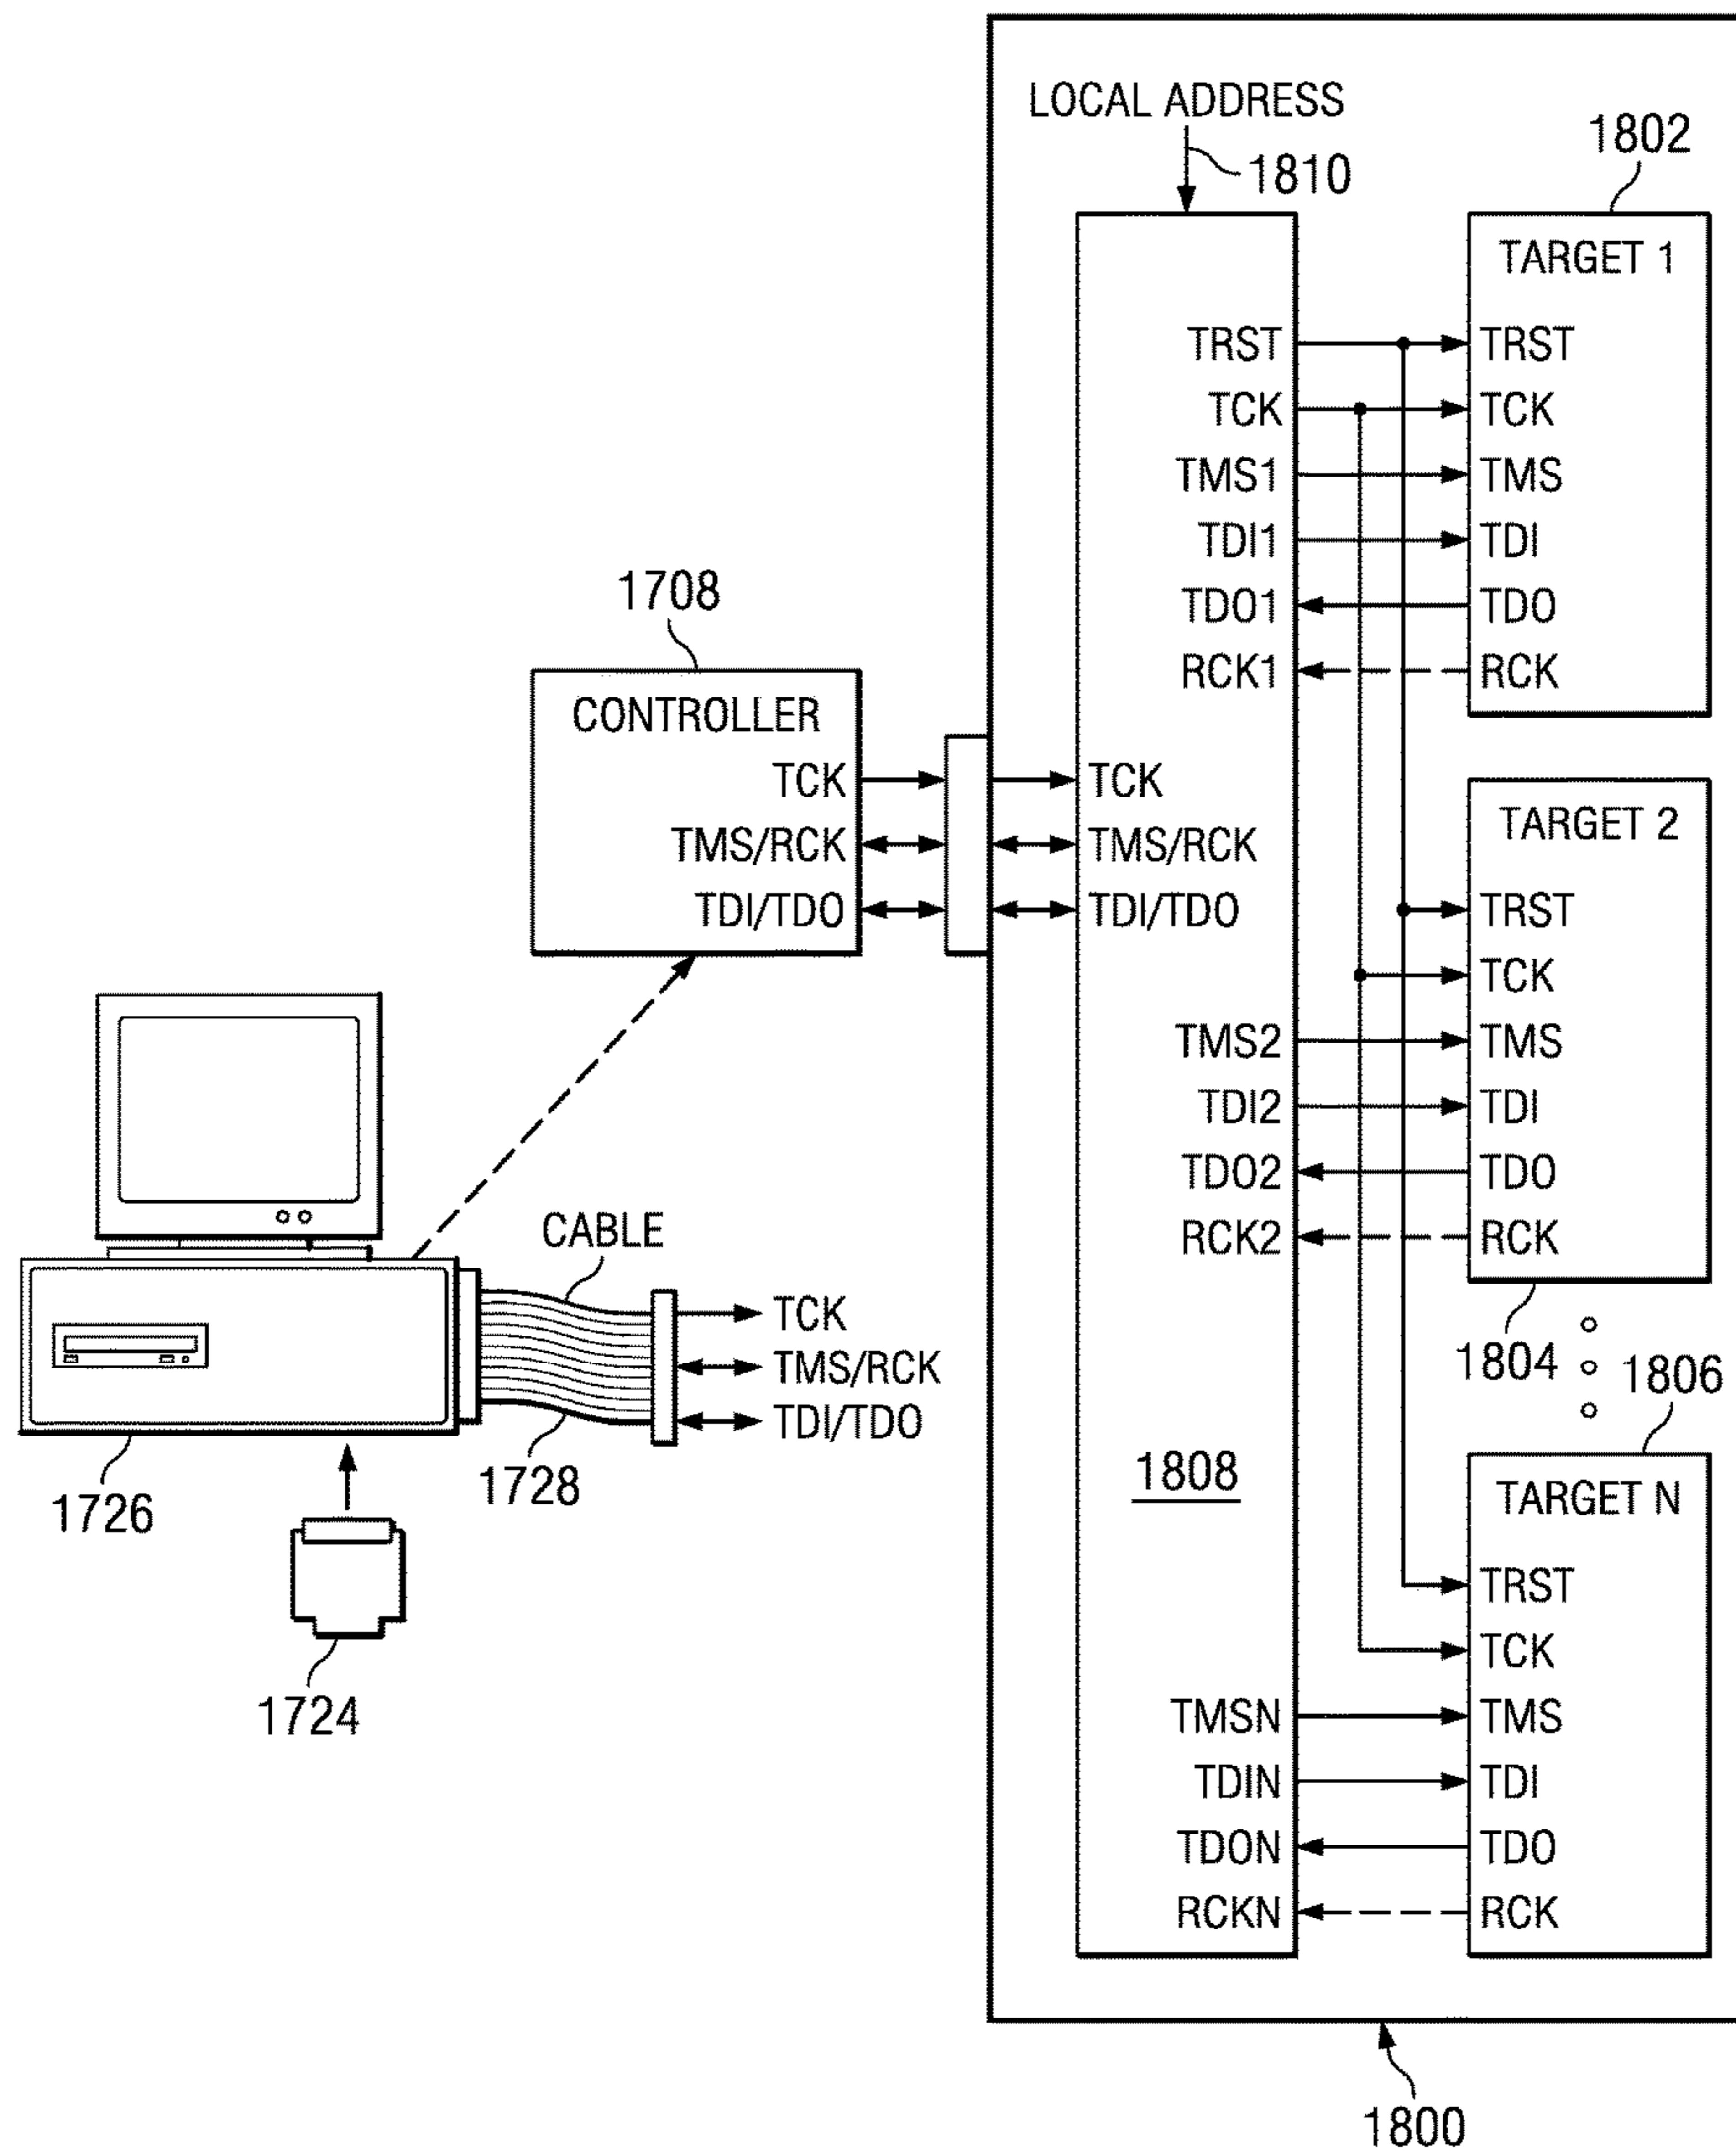 LOCAL ADDRESS
1810
1802
TARGET 1
TRST
TCK
TMS1
TDI1
TDO1
RCK1
TRST
TCK
TMS
TDI
TDO
RCK
1708
CONTROLLER
TCK
TMS/RCK
TDI/TDO
TCK
TMS/RCK
TDI/TDO
TARGET 2
TRST
TCK
TMS
TDI
TDO
RCK
TMS2
TDI2
TDO2
RCK2
1804
1806
CABLE
TCK
TMS/RCK
TDI/TDO
1726
1728
1724
1808
TARGET N
TRST
TCK
TMS
TDI
TDO
RCK
TMSN
TDIN
TDON
RCKN
1800